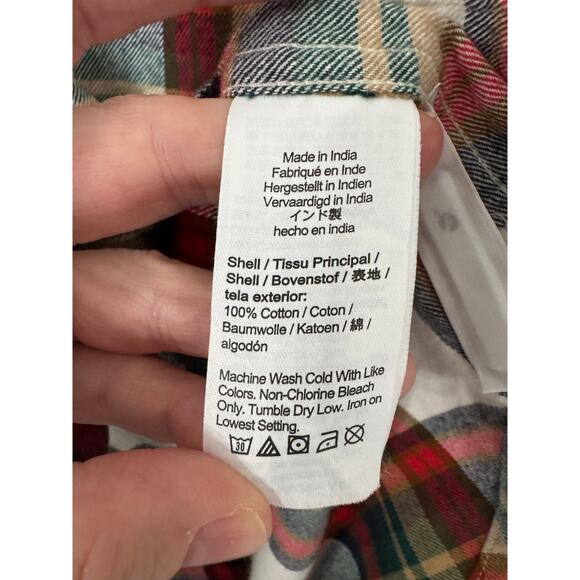 Made in India
Fabriqué en Inde
Hergestellt in Indien
Vervaardigd in India
インド製
hecho en india
Shell / Tissu Principal /
Shell / Bovenstof / 表地 /
tela exterior:
100% Cotton / Coton /
Baumwolle / Katoen / 綿 /
algodón
Machine Wash Cold With Like
Colors. Non-Chlorine Bleach
Only. Tumble Dry Low. Iron on
Lowest Setting.
30